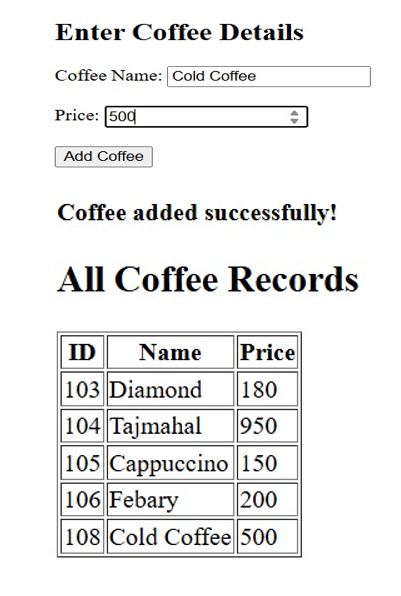 Enter Coffee Details
Coffee Name: Cold Coffee
Price: 500
Add Coffee
Coffee added successfully!
All Coffee Records
ID Name Price
103 Diamond 180
104 Tajmahal 950
105 Cappuccino 150
106 Febary 200
108 Cold Coffee 500